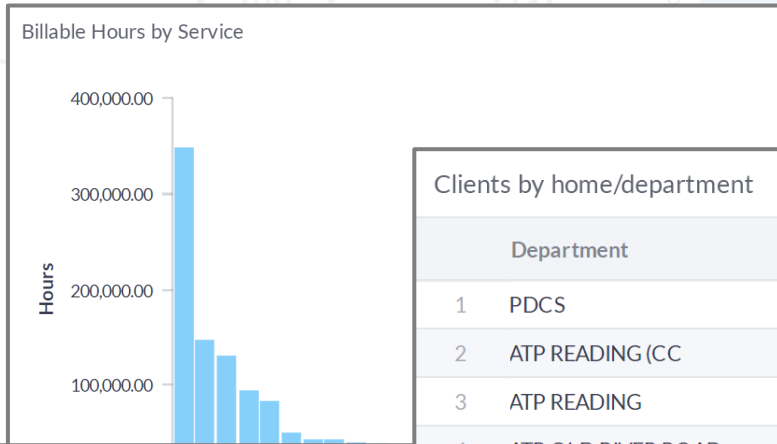 Billable Hours by Service
400,000.00
300,000.00
200,000.00
100,000.00
Hours
Clients by home/department
Department
1 PDCS
2 ATP READING (CC
3 ATP READING